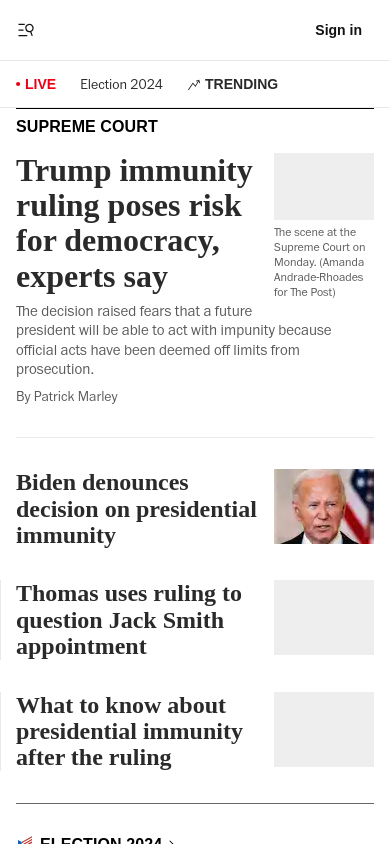 Sign in
LIVE
Election 2024
TRENDING
SUPREME COURT
Trump immunity
ruling poses risk
for democracy,
experts say
The scene at the
Supreme Court on
Monday. (Amanda
Andrade-Rhoades
for The Post)
The decision raised fears that a future
president will be able to act with impunity because
official acts have been deemed off limits from
prosecution.
By Patrick Marley
Biden denounces
decision on presidential
immunity
Thomas uses ruling to
question Jack Smith
appointment
What to know about
presidential immunity
after the ruling
ELECTION 2024